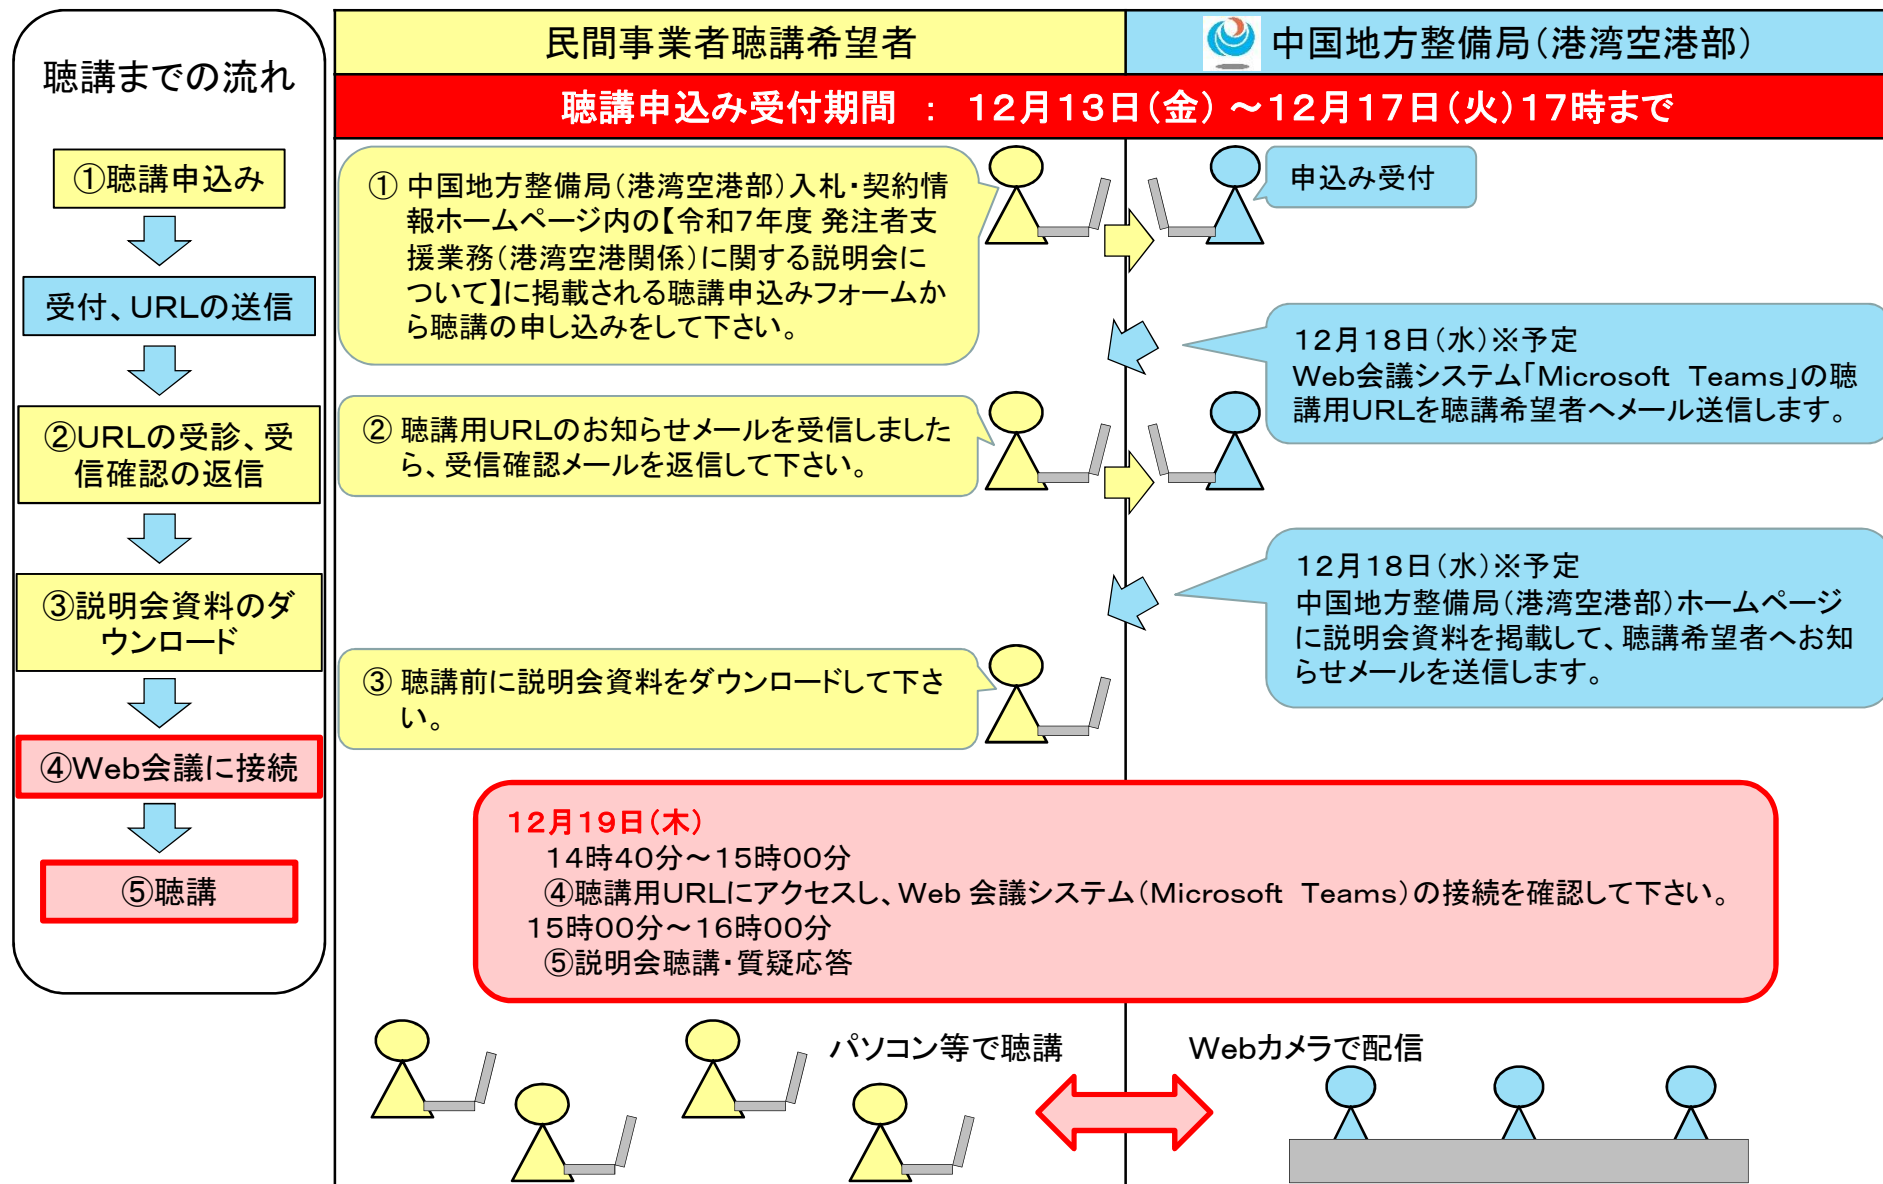 聴講までの流れ
①聴講申込み
受付、URLの送信
②URLの受診、受
信確認の返信
③説明会資料のダ
ウンロード
④Web会議に接続
⑤聴講
民間事業者聴講希望者
中国地方整備局(港湾空港部)
聴講申込み受付期間 : 12月13日(金)~12月17日(火)17時まで
① 中国地方整備局(港湾空港部)入札・契約情
報ホームページ内の【令和7年度 発注者支
援業務(港湾空港関係)に関する説明会に
ついて】に掲載される聴講申込みフォームか
ら聴講の申し込みをして下さい。
申込み受付
12月18日(水)※予定
Web会議システム「Microsoft Teams」の聴
講用URLを聴講希望者へメール送信します。
② 聴講用URLのお知らせメールを受信しました
ら、受信確認メールを返信して下さい。
12月18日(水)※予定
中国地方整備局(港湾空港部)ホームページ
に説明会資料を掲載して、聴講希望者へお知
らせメールを送信します。
③ 聴講前に説明会資料をダウンロードして下さ
い。
12月19日(木)
14時40分~15時00分
④聴講用URLにアクセスし、Web 会議システム(Microsoft Teams)の接続を確認して下さい。
15時00分~16時00分
⑤説明会聴講・質疑応答
パソコン等で聴講
Webカメラで配信